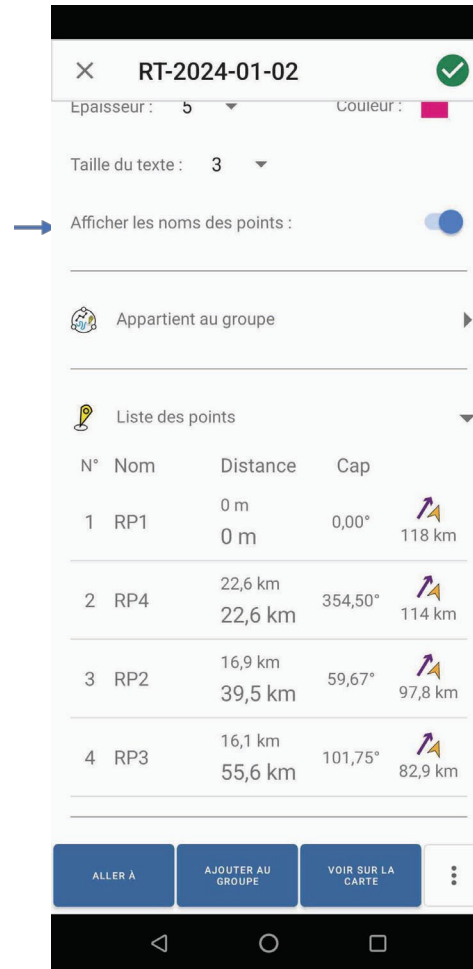 RT-2024-01-02
Epaisseur : 5 Couleur :
Taille du texte : 3
Afficher les noms des points :
Appartient au groupe
Liste des points
N° Nom Distance Cap
0 m
1 RP1 0,00°
0 m 118 km
22,6 km
2 RP4 354,50°
22,6 km 114 km
16,9 km
3 RP2 59,67°
39,5 km 97,8 km
16,1 km
4 RP3 101,75°
55,6 km 82,9 km
ALLER À
AJOUTER AU
GROUPE
VOIR SUR LA
CARTE